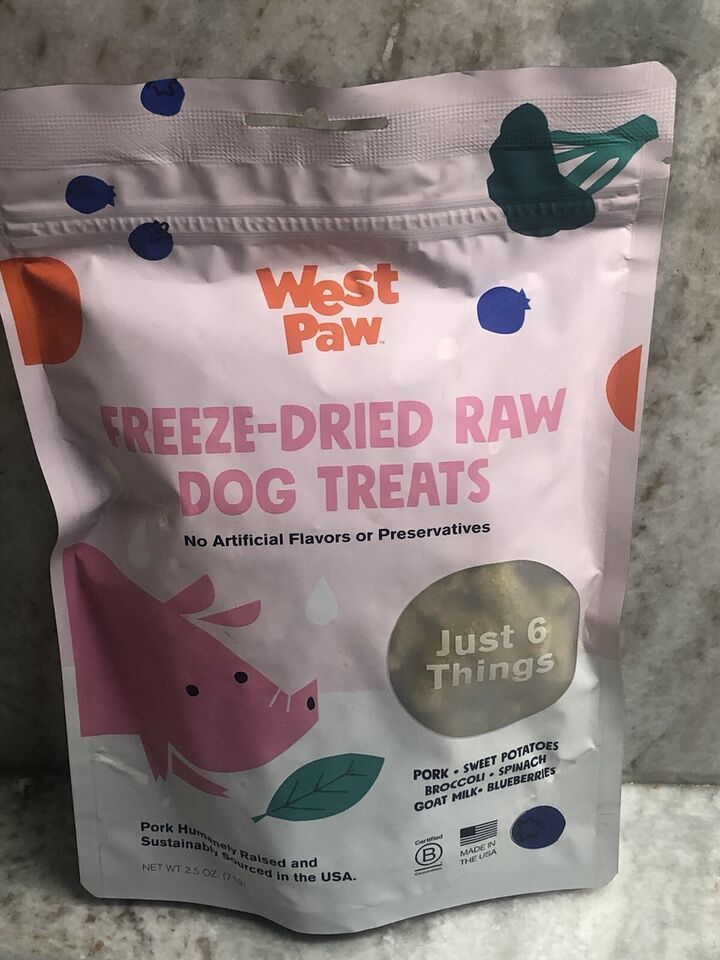 West
Paw™
FREEZE-DRIED RAW
DOG TREATS
No Artificial Flavors or Preservatives
Just 6
Things
PORK • SWEET POTATOES
BROCCOLI • SPINACH
GOAT MILK • BLUEBERRIES
Pork Humanely Raised and
Sustainably Sourced in the USA.
NET WT 2.5 OZ. (71g)
Certified
B
Corporation
MADE IN
THE USA